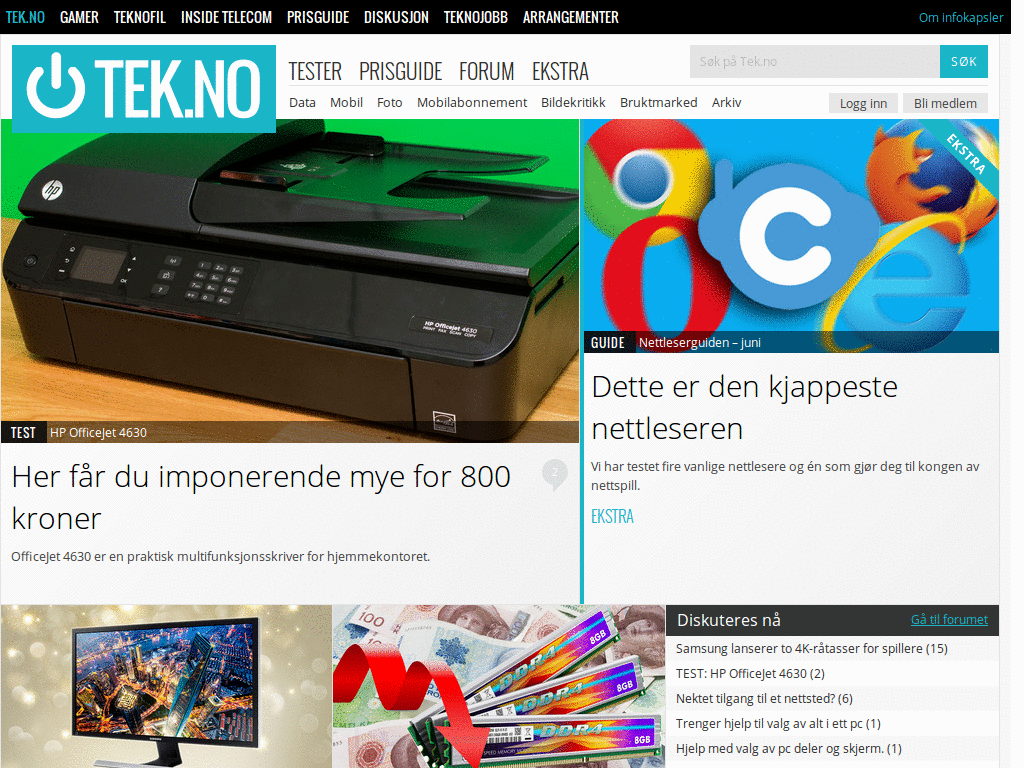 TEK.NO GAMER TEKNOFIL INSIDE TELECOM PRISGUIDE DISKUSJON TEKNOJOBB ARRANGEMENTER Om infokapsler
TEK.NO
TESTER PRISGUIDE FORUM EKSTRA
Søk på Tek.no SØK
Data Mobil Foto Mobilabonnement Bildekritikk Bruktmarked Arkiv
Logg inn Bli medlem
hp
HP OfficeJet 4630
PRINT FAX SCAN COPY
TEST HP OfficeJet 4630
Her får du imponerende mye for 800
kroner
2
OfficeJet 4630 er en praktisk multifunksjonsskriver for hjemmekontoret.
EKSTRA
GUIDE Nettleserguiden – juni
Dette er den kjappeste
nettleseren
Vi har testet fire vanlige nettlesere og én som gjør deg til kongen av
nettspill.
EKSTRA
SAMSUNG
8GB
DDR4
8GB
DDR4
8GB
DDR4
Diskuteres nå Gå til forumet
Samsung lanserer to 4K-råtasser for spillere (15)
TEST: HP OfficeJet 4630 (2)
Nektet tilgang til et nettsted? (6)
Trenger hjelp til valg av alt i ett pc (1)
Hjelp med valg av pc deler og skjerm. (1)